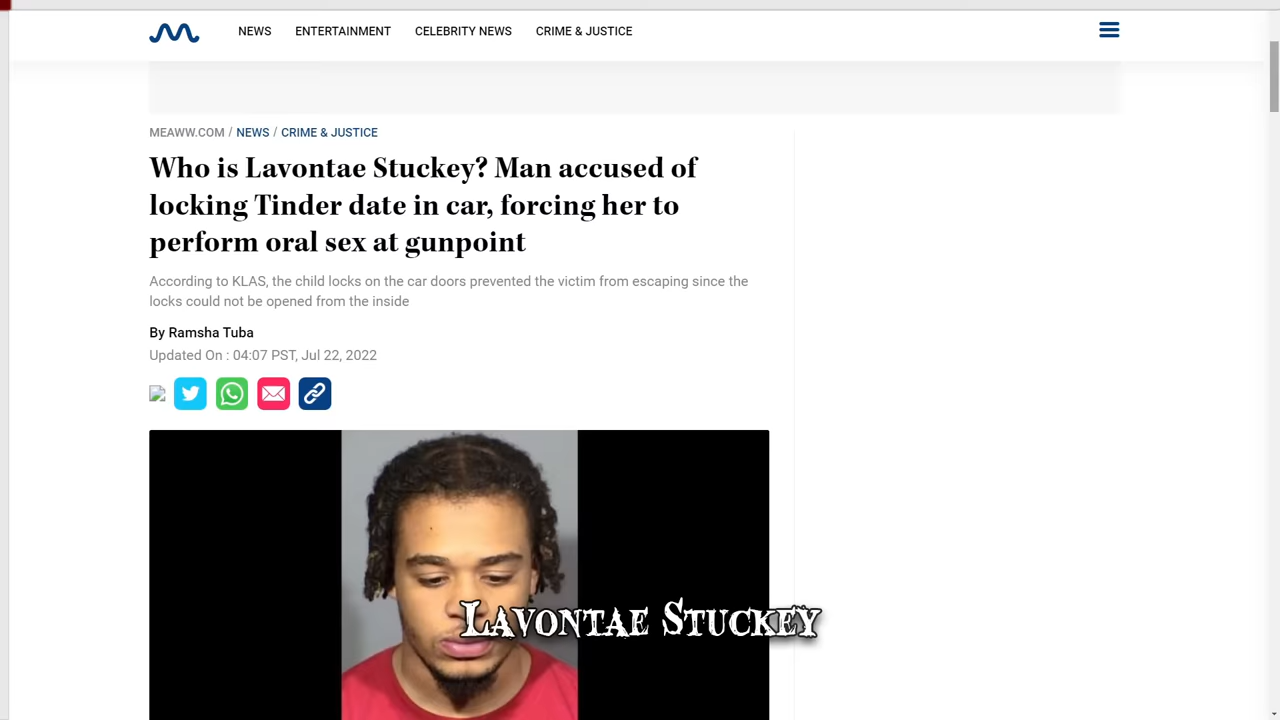 NEWS ENTERTAINMENT CELEBRITY NEWS CRIME & JUSTICE
MEAWW.COM / NEWS / CRIME & JUSTICE
Who is Lavontae Stuckey? Man accused of
locking Tinder date in car, forcing her to
perform oral sex at gunpoint
According to KLAS, the child locks on the car doors prevented the victim from escaping since the
locks could not be opened from the inside
By Ramsha Tuba
Updated On : 04:07 PST, Jul 22, 2022
Lavontae Stuckey